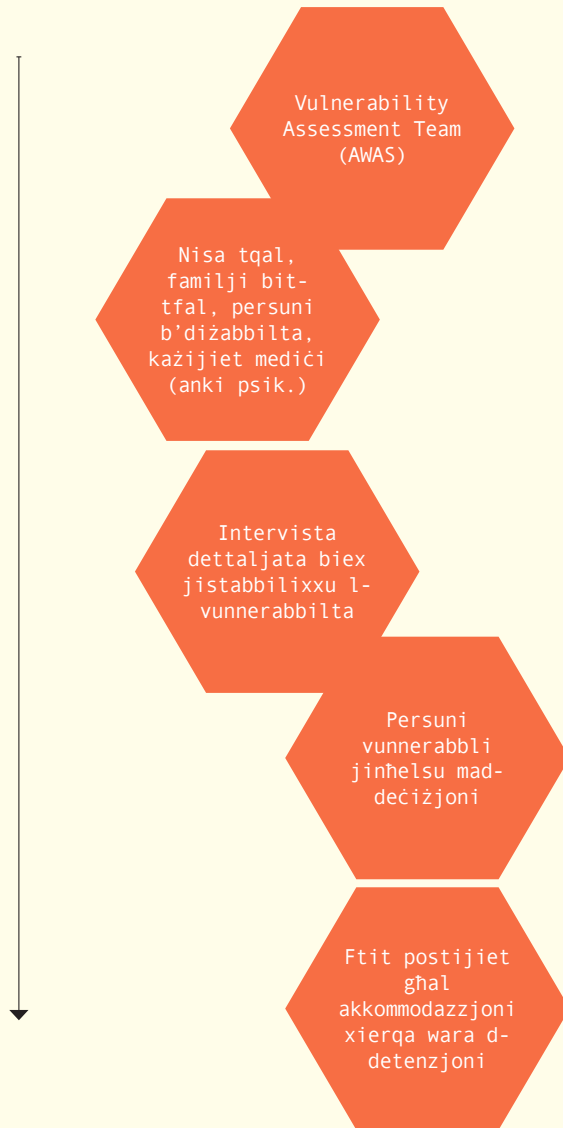 Vulnerability
Assessment Team
(AWAS)
Nisa tqal,
familji bit-
tfal, persuni
b'diżabbilta,
każijiet mediċi
(anki psik.)
Intervista
dettaljata biex
jistabbilixxu l-
vunnerabbilta
Persuni
vunnerabbli
jinħelsu mad-
deċiżjoni
Ftit postijiet
għal
akkommodazzjoni
xierqa wara d-
detenzjoni